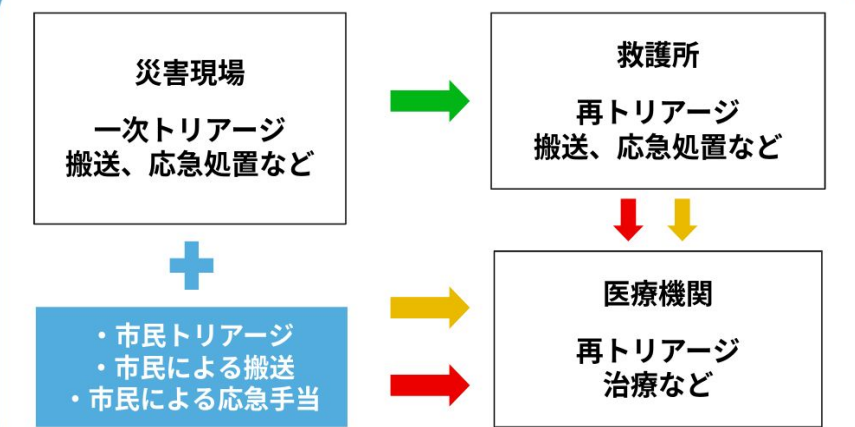 災害現場
一次トリアージ
搬送、応急処置など
・市民トリアージ
・市民による搬送
・市民による応急手当
救護所
再トリアージ
搬送、応急処置など
医療機関
再トリアージ
治療など